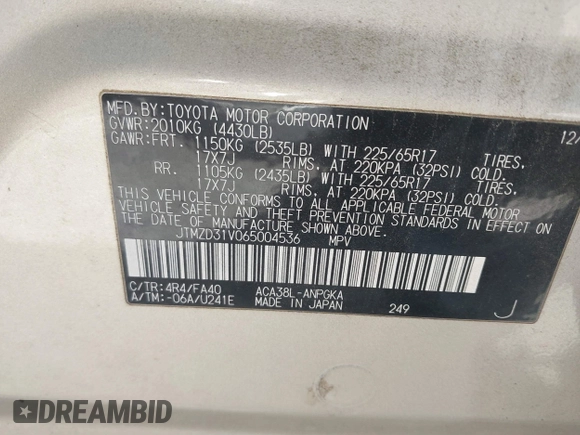 MFD.BY:TOYOTA MOTOR CORPORATION 12/
GVWR:2010KG (4430LB)
GAWR:FRT. 1150KG (2535LB) WITH 225/65R17 TIRES,
17X7J RIMS, AT 220KPA (32PSI) COLD.
RR. 1105KG (2435LB) WITH 225/65R17 TIRES,
17X7J RIMS, AT 220KPA (32PSI) COLD.
THIS VEHICLE CONFORMS TO ALL APPLICABLE FEDERAL MOTOR
VEHICLE SAFETY AND THEFT PREVENTION STANDARDS IN EFFECT ON
THE DATE OF MANUFACTURE SHOWN ABOVE.
JTMZD31V065004536 MPV
C/TR:4R4/FA40 ACA38L-ANPGKA
A/TM:-06A/U241E MADE IN JAPAN 249 J
DREAMBID